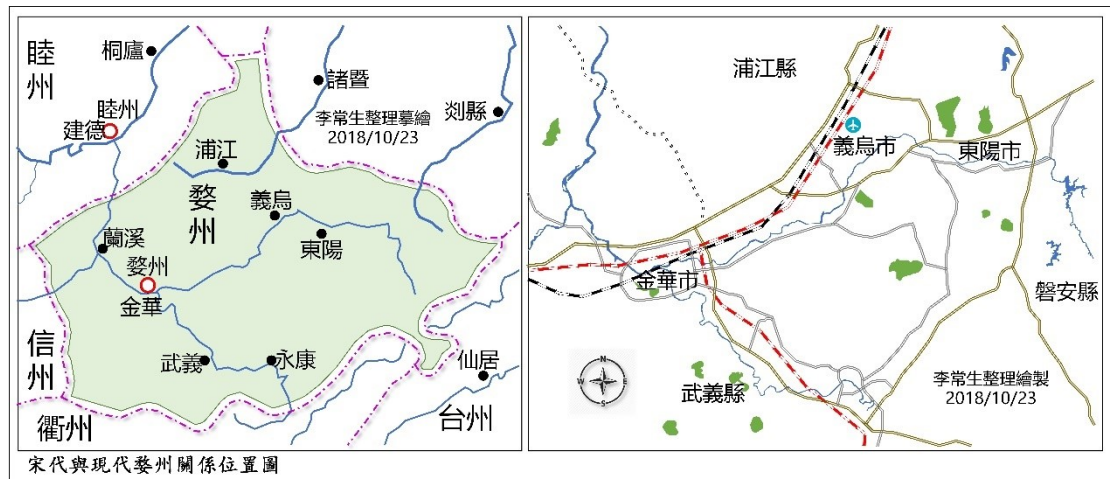 睦州
桐廬
諸暨
剡縣
李常生整理摹繪
2018/10/23
睦州
建德
浦江
婺州
義烏
東陽
蘭溪
婺州
金華
信州
武義
永康
仙居
台州
衢州
浦江縣
義烏市
東陽市
金華市
磐安縣
武義縣
N
W
E
S
李常生整理繪製
2018/10/23
宋代與現代婺州關係位置圖